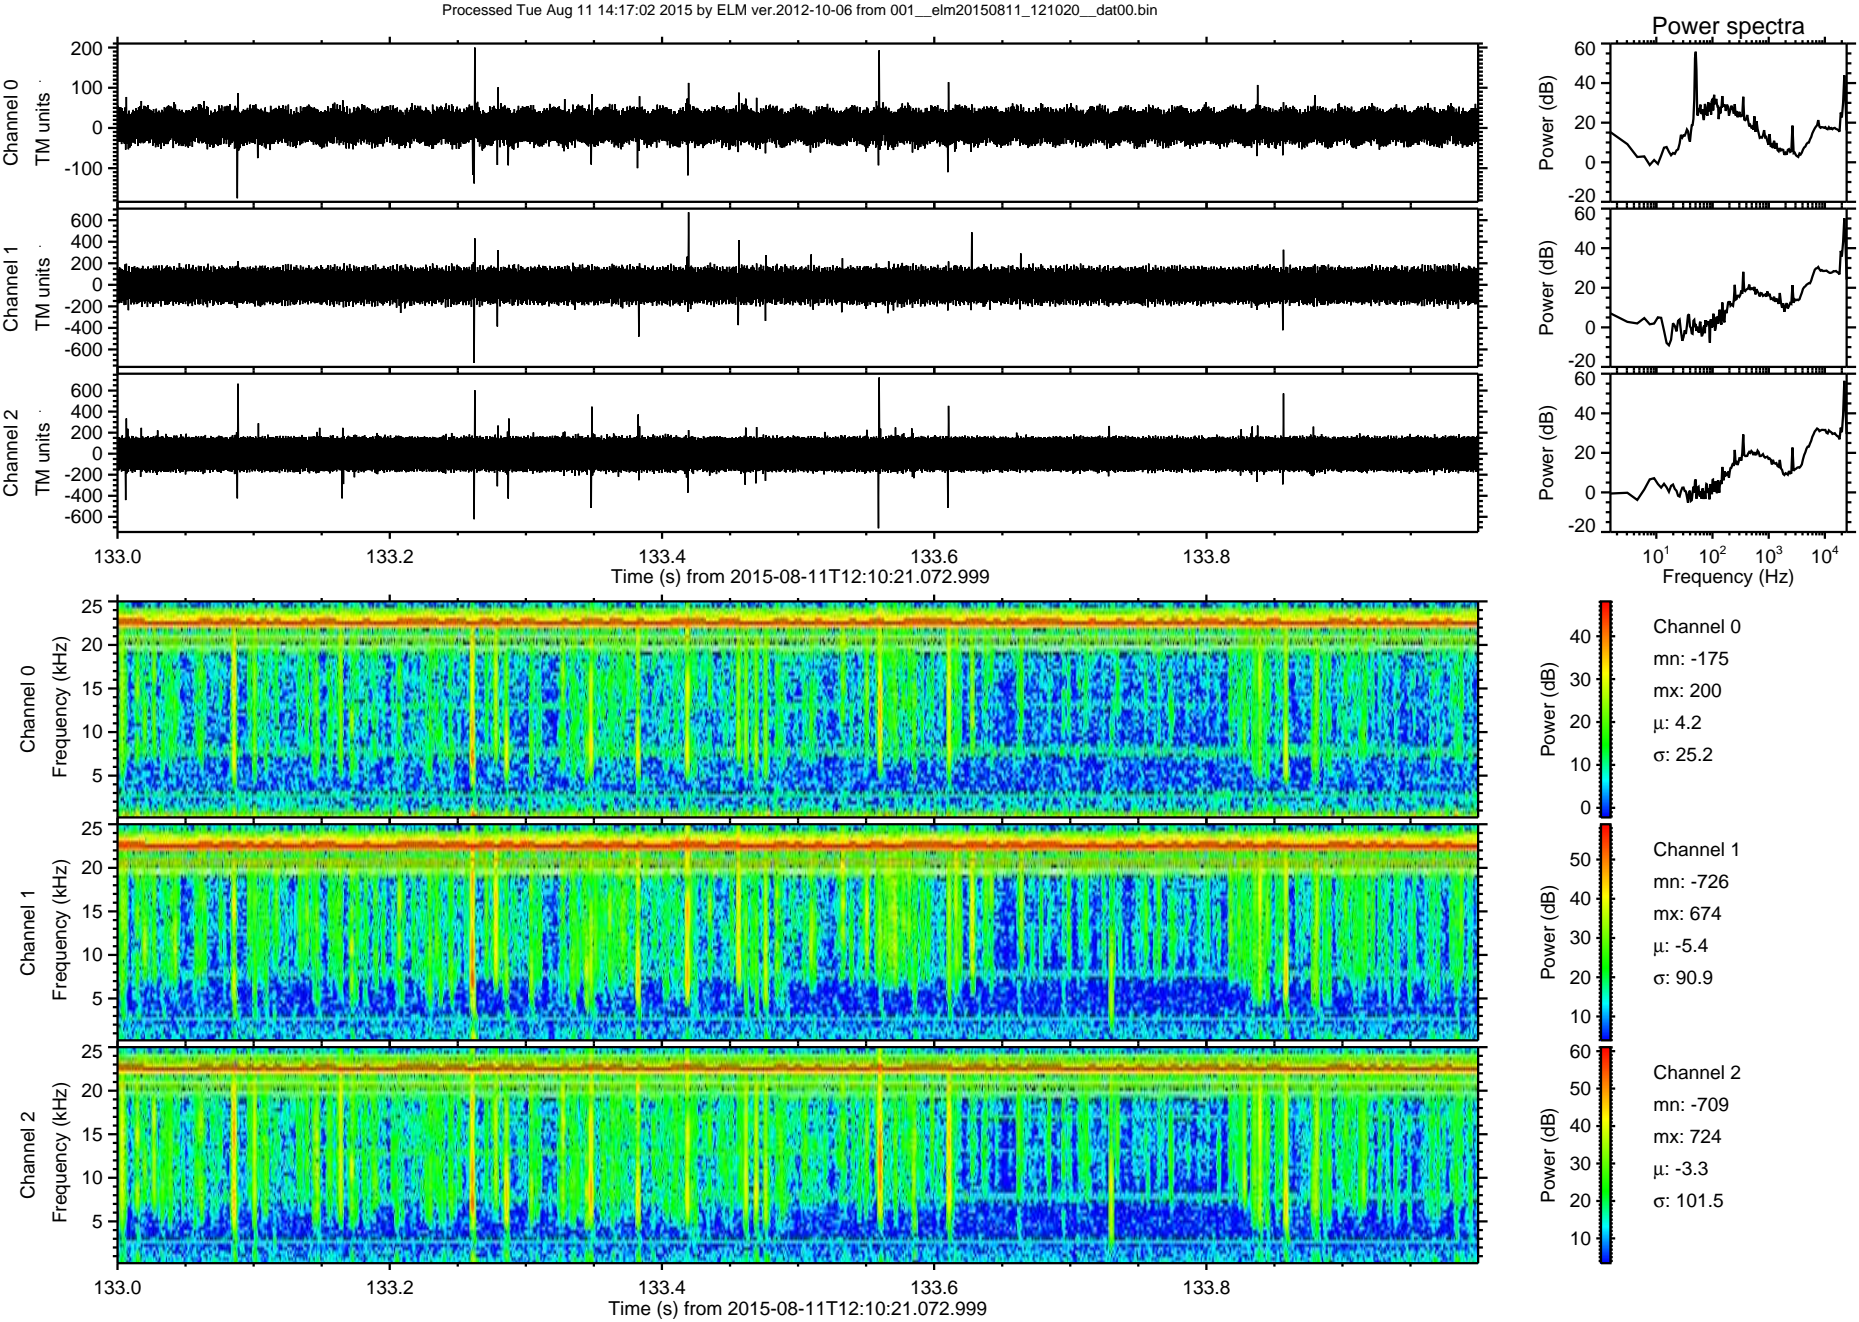 Processed Tue Aug 11 14:17:02 2015 by ELM ver.2012-10-06 from 001__elm20150811_121020__dat00.bin
Power spectra
Channel 0
TM units
200
100
0
-100
Power (dB)
60
40
20
0
-20
Channel 1
TM units
600
400
200
0
-200
-400
-600
Power (dB)
60
40
20
0
-20
Channel 2
TM units
600
400
200
0
-200
-400
-600
Power (dB)
60
40
20
0
-20
133.0 133.2 133.4 133.6 133.8
Time (s) from 2015-08-11T12:10:21.072.999
10¹ 10² 10³ 10⁴
Frequency (Hz)
Channel 0
Frequency (kHz)
25
20
15
10
5
Power (dB)
40
30
20
10
0
Channel 0
mn: -175
mx: 200
μ: 4.2
σ: 25.2
Channel 1
Frequency (kHz)
25
20
15
10
5
Power (dB)
50
40
30
20
10
Channel 1
mn: -726
mx: 674
μ: -5.4
σ: 90.9
Channel 2
Frequency (kHz)
25
20
15
10
5
Power (dB)
60
50
40
30
20
10
Channel 2
mn: -709
mx: 724
μ: -3.3
σ: 101.5
133.0 133.2 133.4 133.6 133.8
Time (s) from 2015-08-11T12:10:21.072.999